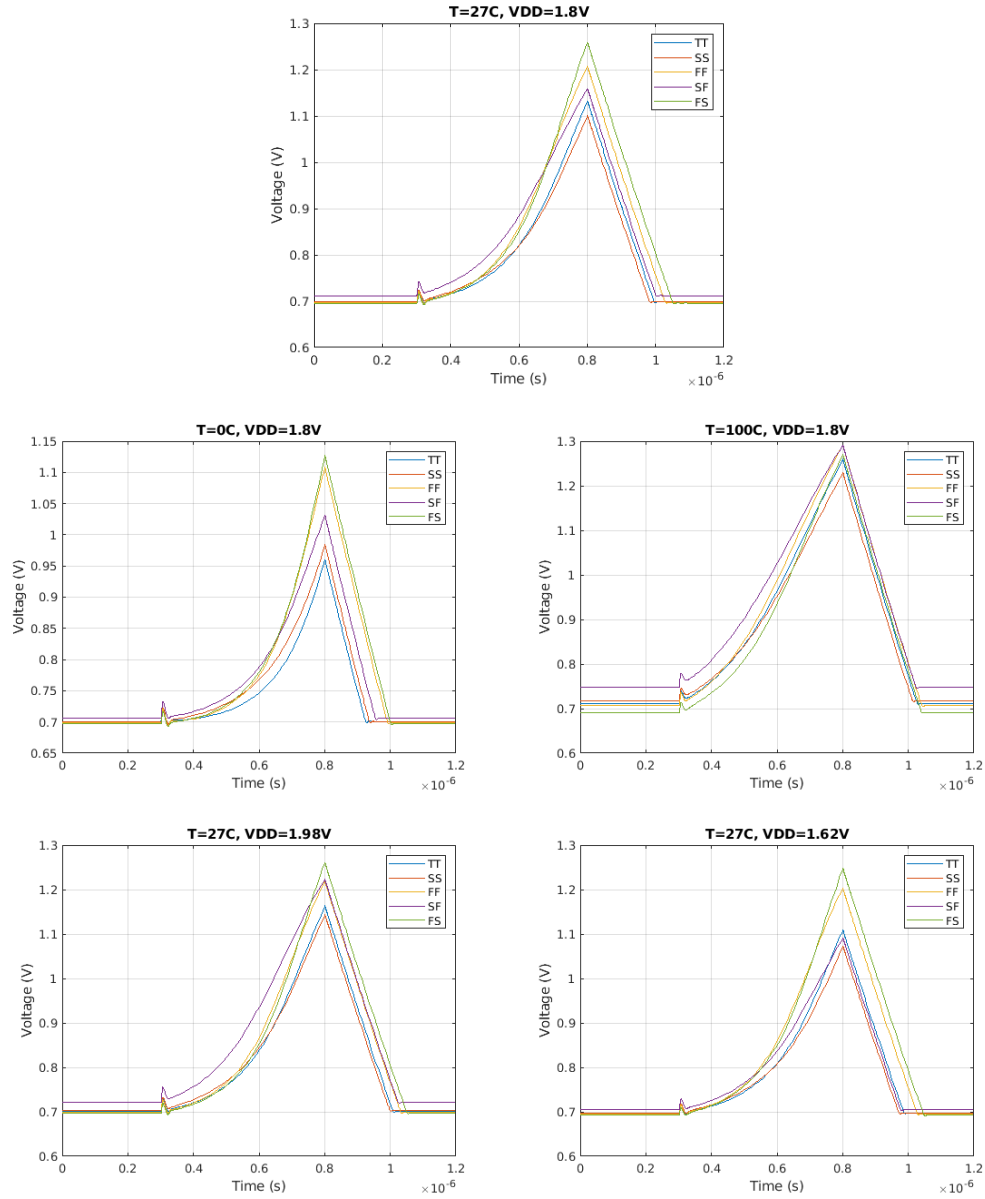 T=27C, VDD=1.8V
1.3
1.2
1.1
1
0.9
0.8
0.7
0.6
Voltage (V)
TT
SS
FF
SF
FS
0 0.2 0.4 0.6 0.8 1 1.2
Time (s)
×10⁻⁶
T=0C, VDD=1.8V
1.15
1.1
1.05
1
0.95
0.9
0.85
0.8
0.75
0.7
0.65
Voltage (V)
TT
SS
FF
SF
FS
0 0.2 0.4 0.6 0.8 1 1.2
Time (s)
×10⁻⁶
T=100C, VDD=1.8V
1.3
1.2
1.1
1
0.9
0.8
0.7
0.6
Voltage (V)
TT
SS
FF
SF
FS
0 0.2 0.4 0.6 0.8 1 1.2
Time (s)
×10⁻⁶
T=27C, VDD=1.98V
1.3
1.2
1.1
1
0.9
0.8
0.7
0.6
Voltage (V)
TT
SS
FF
SF
FS
0 0.2 0.4 0.6 0.8 1 1.2
Time (s)
×10⁻⁶
T=27C, VDD=1.62V
1.3
1.2
1.1
1
0.9
0.8
0.7
0.6
Voltage (V)
TT
SS
FF
SF
FS
0 0.2 0.4 0.6 0.8 1 1.2
Time (s)
×10⁻⁶